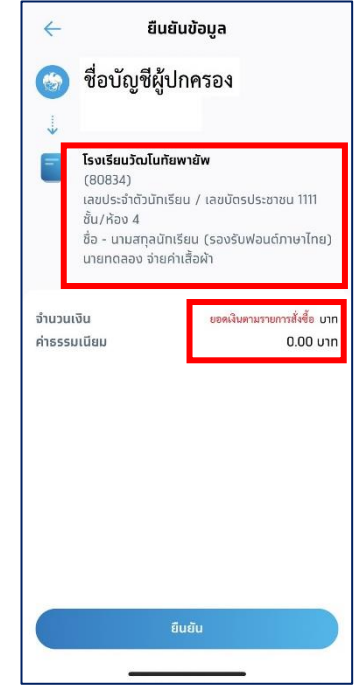 ยืนยันข้อมูล
ชื่อบัญชีผู้ปกครอง
โรงเรียนวัฒโนทัยพายัพ
(80834)
เลขประจำตัวนักเรียน / เลขบัตรประชาชน 1111
ชั้น/ห้อง 4
ชื่อ - นามสกุลนักเรียน (รองรับฟอนต์ภาษาไทย)
นายทดลอง จ่ายค่าเสื้อผ้า
จำนวนเงิน ยอดเงินตามรายการสั่งซื้อ บาท
ค่าธรรมเนียม 0.00 บาท
ยืนยัน